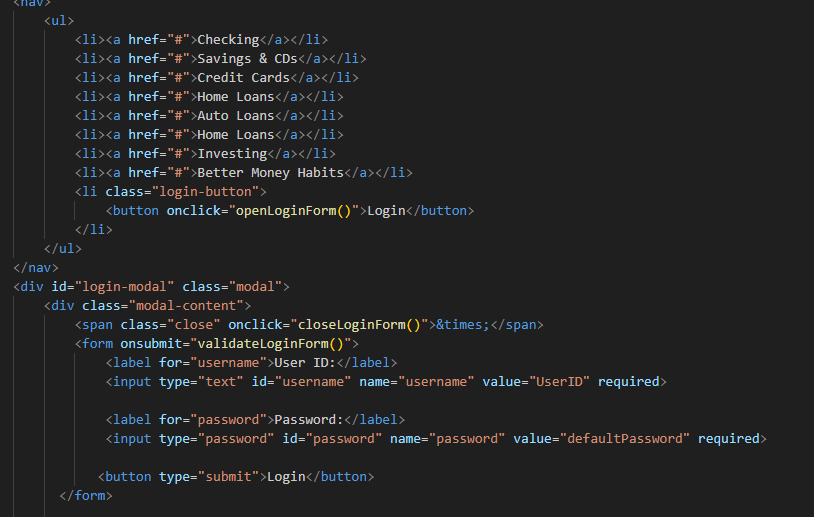 <nav>
<ul>
<li><a href="#">Checking</a></li>
<li><a href="#">Savings & CDs</a></li>
<li><a href="#">Credit Cards</a></li>
<li><a href="#">Home Loans</a></li>
<li><a href="#">Auto Loans</a></li>
<li><a href="#">Home Loans</a></li>
<li><a href="#">Investing</a></li>
<li><a href="#">Better Money Habits</a></li>
<li class="login-button">
<button onclick="openLoginForm()">Login</button>
</li>
</ul>
</nav>
<div id="login-modal" class="modal">
<div class="modal-content">
<span class="close" onclick="closeLoginForm()">&times;</span>
<form onsubmit="validateLoginForm()">
<label for="username">User ID:</label>
<input type="text" id="username" name="username" value="UserID" required>
<label for="password">Password:</label>
<input type="password" id="password" name="password" value="defaultPassword" required>
<button type="submit">Login</button>
</form>